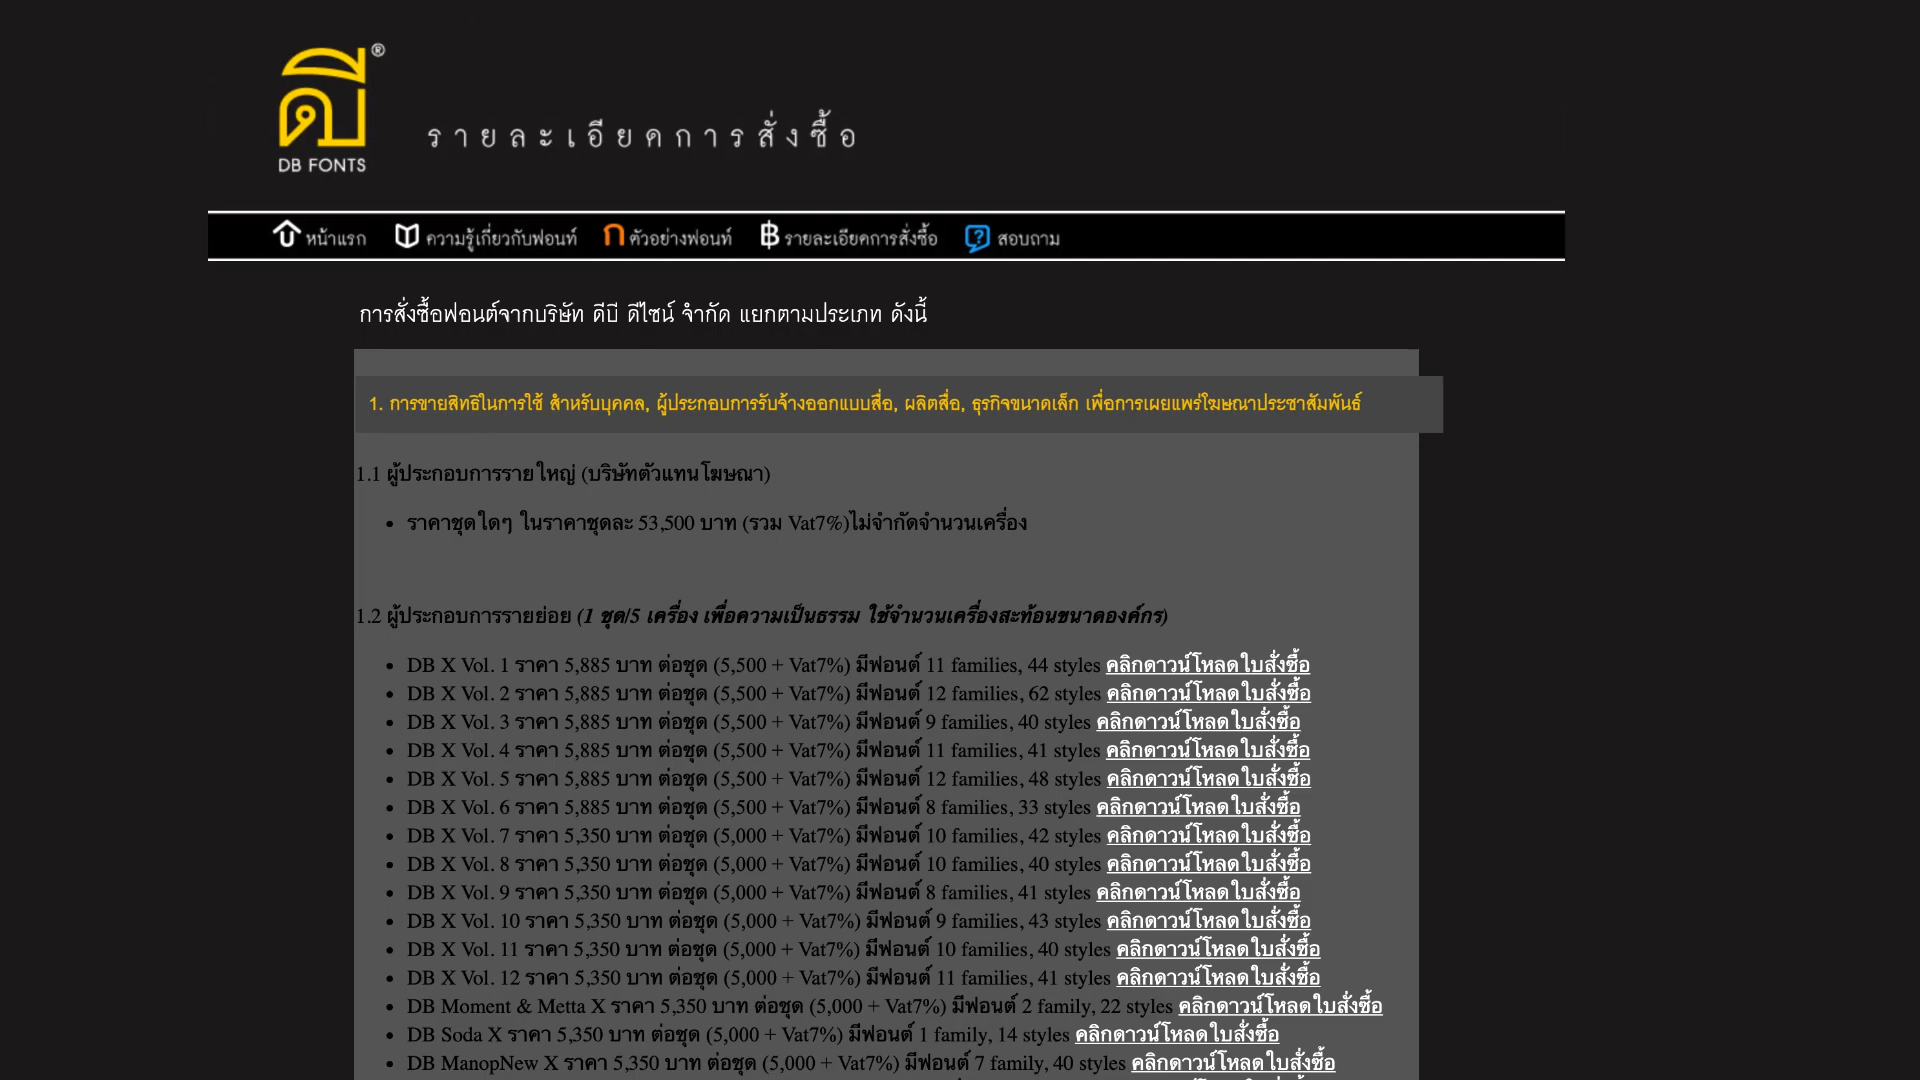 ดี®
DB FONTS
รายละเอียดการสั่งซื้อ
หน้าแรก ความรู้เกี่ยวกับฟอนท์ ตัวอย่างฟอนท์ รายละเอียดการสั่งซื้อ สอบถาม
การสั่งซื้อฟอนต์จากบริษัท ดีบี ดีไซน์ จำกัด แยกตามประเภท ดังนี้
1. การขายสิทธิในการใช้ สำหรับบุคคล, ผู้ประกอบการรับจ้างออกแบบสื่อ, ผลิตสื่อ, ธุรกิจขนาดเล็ก เพื่อการเผยแพร่โฆษณาประชาสัมพันธ์
1.1 ผู้ประกอบการรายใหญ่ (บริษัทตัวแทนโฆษณา)
• ราคาชุดใดๆ ในราคาชุดละ 53,500 บาท (รวม Vat7%)ไม่จำกัดจำนวนเครื่อง
1.2 ผู้ประกอบการรายย่อย (1 ชุด/5 เครื่อง เพื่อความเป็นธรรม ใช้จำนวนเครื่องสะท้อนขนาดองค์กร)
• DB X Vol. 1 ราคา 5,885 บาท ต่อชุด (5,500 + Vat7%) มีฟอนต์ 11 families, 44 styles คลิกดาวน์โหลดใบสั่งซื้อ
• DB X Vol. 2 ราคา 5,885 บาท ต่อชุด (5,500 + Vat7%) มีฟอนต์ 12 families, 62 styles คลิกดาวน์โหลดใบสั่งซื้อ
• DB X Vol. 3 ราคา 5,885 บาท ต่อชุด (5,500 + Vat7%) มีฟอนต์ 9 families, 40 styles คลิกดาวน์โหลดใบสั่งซื้อ
• DB X Vol. 4 ราคา 5,885 บาท ต่อชุด (5,500 + Vat7%) มีฟอนต์ 11 families, 41 styles คลิกดาวน์โหลดใบสั่งซื้อ
• DB X Vol. 5 ราคา 5,885 บาท ต่อชุด (5,500 + Vat7%) มีฟอนต์ 12 families, 48 styles คลิกดาวน์โหลดใบสั่งซื้อ
• DB X Vol. 6 ราคา 5,885 บาท ต่อชุด (5,500 + Vat7%) มีฟอนต์ 8 families, 33 styles คลิกดาวน์โหลดใบสั่งซื้อ
• DB X Vol. 7 ราคา 5,350 บาท ต่อชุด (5,000 + Vat7%) มีฟอนต์ 10 families, 42 styles คลิกดาวน์โหลดใบสั่งซื้อ
• DB X Vol. 8 ราคา 5,350 บาท ต่อชุด (5,000 + Vat7%) มีฟอนต์ 10 families, 40 styles คลิกดาวน์โหลดใบสั่งซื้อ
• DB X Vol. 9 ราคา 5,350 บาท ต่อชุด (5,000 + Vat7%) มีฟอนต์ 8 families, 41 styles คลิกดาวน์โหลดใบสั่งซื้อ
• DB X Vol. 10 ราคา 5,350 บาท ต่อชุด (5,000 + Vat7%) มีฟอนต์ 9 families, 43 styles คลิกดาวน์โหลดใบสั่งซื้อ
• DB X Vol. 11 ราคา 5,350 บาท ต่อชุด (5,000 + Vat7%) มีฟอนต์ 10 families, 40 styles คลิกดาวน์โหลดใบสั่งซื้อ
• DB X Vol. 12 ราคา 5,350 บาท ต่อชุด (5,000 + Vat7%) มีฟอนต์ 11 families, 41 styles คลิกดาวน์โหลดใบสั่งซื้อ
• DB Moment & Metta X ราคา 5,350 บาท ต่อชุด (5,000 + Vat7%) มีฟอนต์ 2 family, 22 styles คลิกดาวน์โหลดใบสั่งซื้อ
• DB Soda X ราคา 5,350 บาท ต่อชุด (5,000 + Vat7%) มีฟอนต์ 1 family, 14 styles คลิกดาวน์โหลดใบสั่งซื้อ
• DB ManopNew X ราคา 5,350 บาท ต่อชุด (5,000 + Vat7%) มีฟอนต์ 7 family, 40 styles คลิกดาวน์โหลดใบสั่งซื้อ